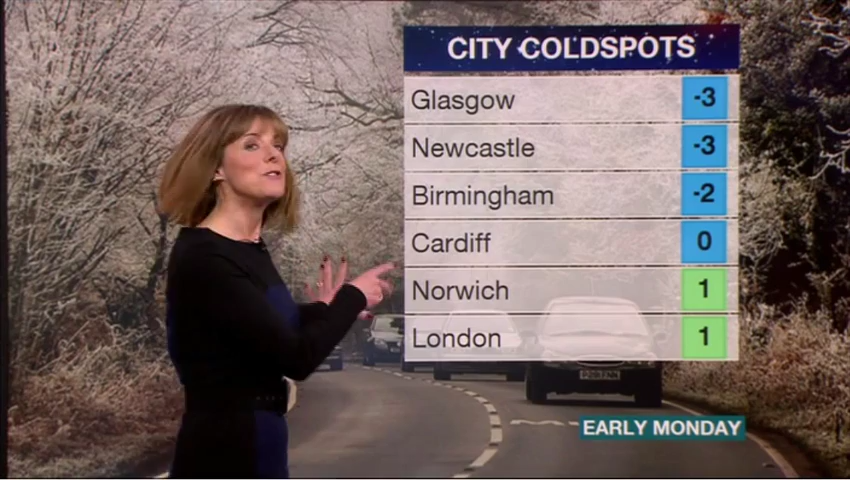 CITY COLDSPOTS
Glasgow -3
Newcastle -3
Birmingham -2
Cardiff 0
Norwich 1
London 1
EARLY MONDAY